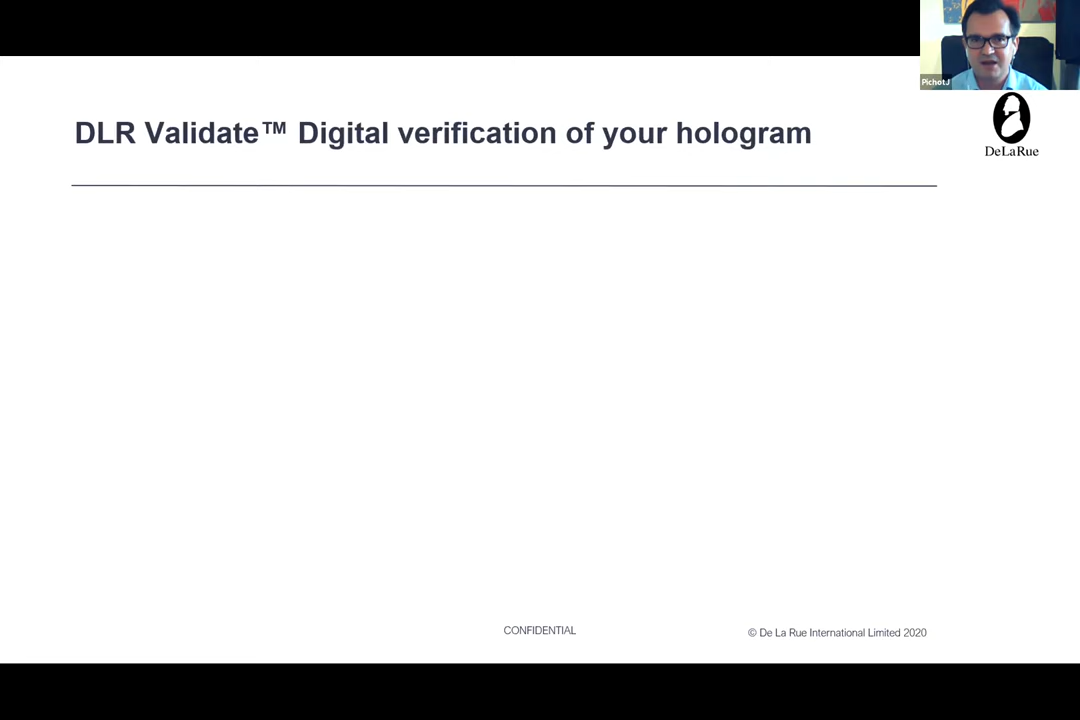 PichotJ
DLR Validate™ Digital verification of your hologram
DeLaRue
CONFIDENTIAL
© De La Rue International Limited 2020